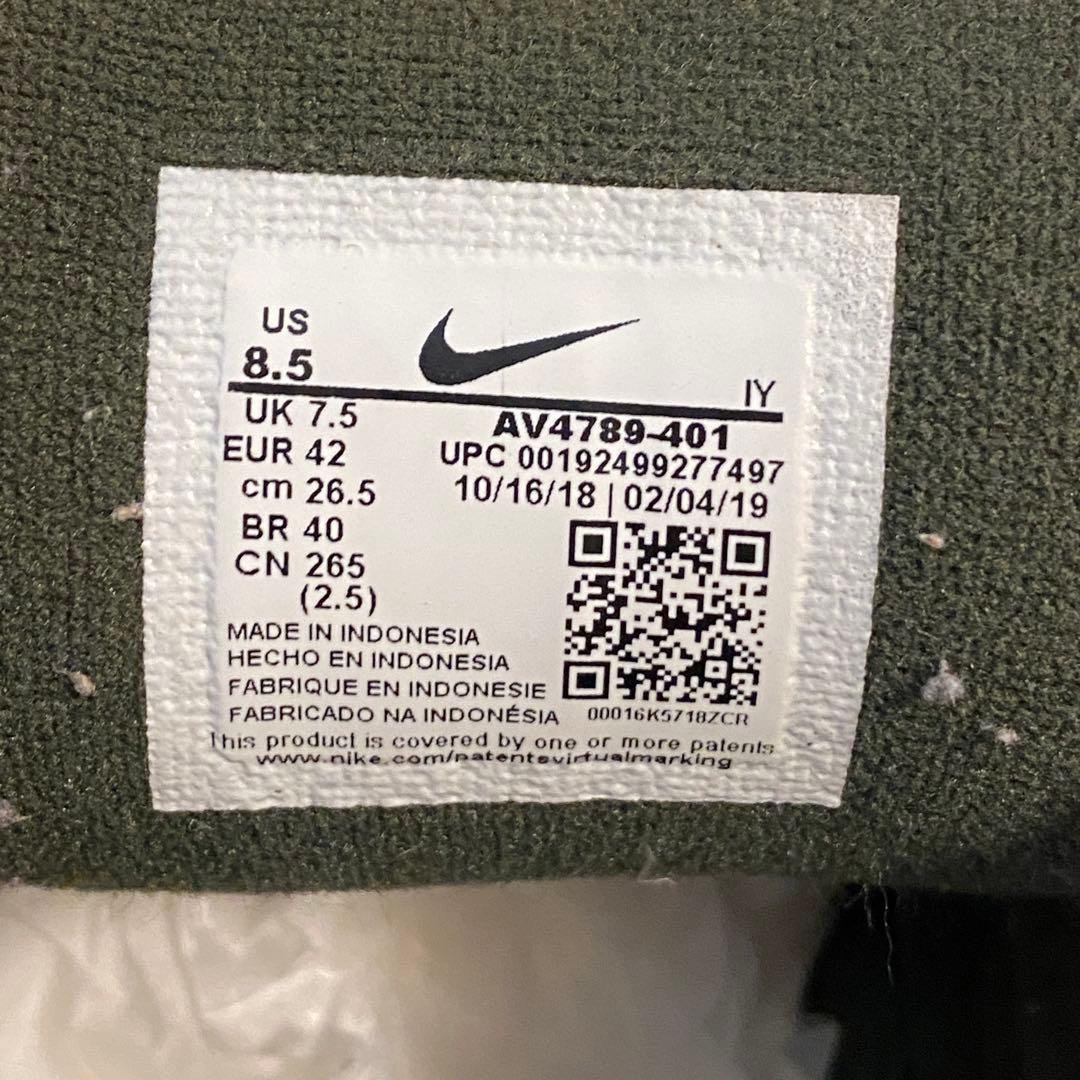 US
8.5
IY
UK 7.5
EUR 42
cm 26.5
BR 40
CN 265
(2.5)
AV4789-401
UPC 00192499277497
10/16/18 | 02/04/19
MADE IN INDONESIA
HECHO EN INDONESIA
FABRIQUE EN INDONESIE
FABRICADO NA INDONÉSIA
00016K5718ZCR
This product is covered by one or more patents
www.nike.com/patentsvirtualmarking